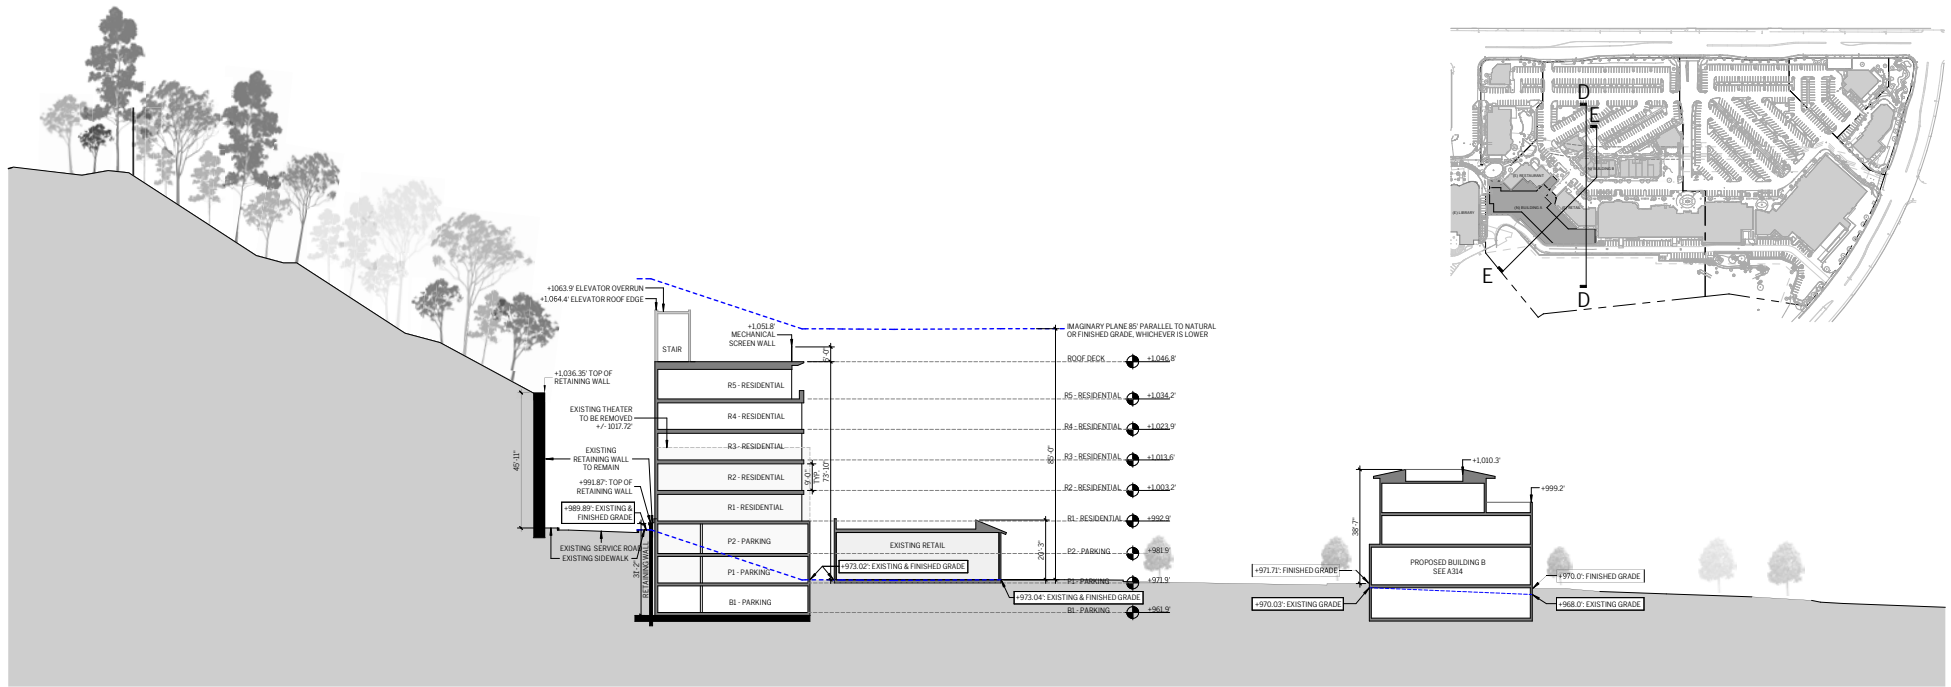 D
E
(E) RESTAURANT
(E) LIBRARY
E
D
+1063.9' ELEVATOR OVERRUN
+1,064.4' ELEVATOR ROOF EDGE
+1,051.8'
MECHANICAL
SCREEN WALL
STAIR
6'-0"
IMAGINARY PLANE 85' PARALLEL TO NATURAL
OR FINISHED GRADE, WHICHEVER IS LOWER
ROOF DECK
+1,046.8'
+1,036.35' TOP OF
RETAINING WALL
R5 - RESIDENTIAL
R5 - RESIDENTIAL
+1,034.2'
EXISTING THEATER
TO BE REMOVED
+/- 1017.72'
R4 - RESIDENTIAL
R4 - RESIDENTIAL
+1,023.9'
45'-11"
EXISTING
RETAINING WALL
TO REMAIN
R3 - RESIDENTIAL
85'-0"
R3 - RESIDENTIAL
+1,013.6'
+991.87': TOP OF
RETAINING WALL
R2 - RESIDENTIAL
9'-0"
TYP.
73'-10"
R2 - RESIDENTIAL
+1,003.2'
+989.89': EXISTING &
FINISHED GRADE
R1 - RESIDENTIAL
R1 - RESIDENTIAL
+992.9'
EXISTING SERVICE ROAD
EXISTING SIDEWALK
31'-2"
RETAINING WALL
P2 - PARKING
EXISTING RETAIL
20'-3"
P2 - PARKING
+981.9'
P1 - PARKING
+973.02': EXISTING & FINISHED GRADE
P1 - PARKING
+971.9'
B1 - PARKING
+973.04': EXISTING & FINISHED GRADE
B1 - PARKING
+961.9'
+1,010.3'
+999.2'
38'-7"
PROPOSED BUILDING B
SEE A314
+971.71': FINISHED GRADE
+970.03': EXISTING GRADE
+970.0': FINISHED GRADE
+968.0': EXISTING GRADE